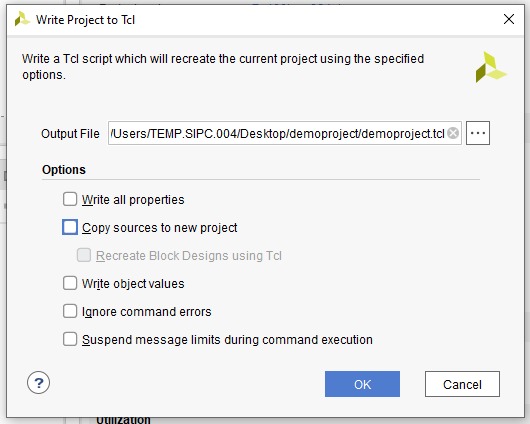 Write Project to Tcl
Write a Tcl script which will recreate the current project using the specified
options.
Output File /Users/TEMP.SIPC.004/Desktop/demoproject/demoproject.tcl ...
Options
Write all properties
Copy sources to new project
Recreate Block Designs using Tcl
Write object values
Ignore command errors
Suspend message limits during command execution
? OK Cancel
Utilization